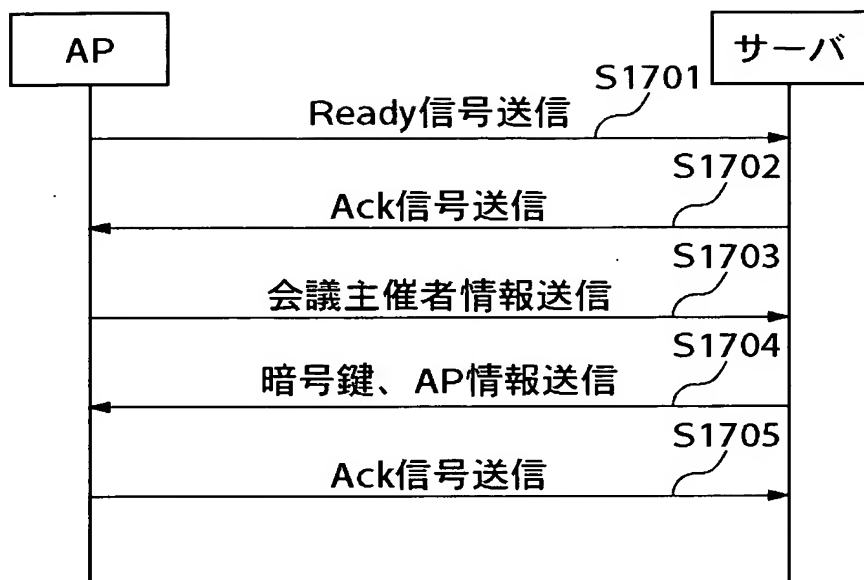 AP
サーバ
S1701
Ready信号送信
S1702
Ack信号送信
S1703
会議主催者情報送信
S1704
暗号鍵、AP情報送信
S1705
Ack信号送信